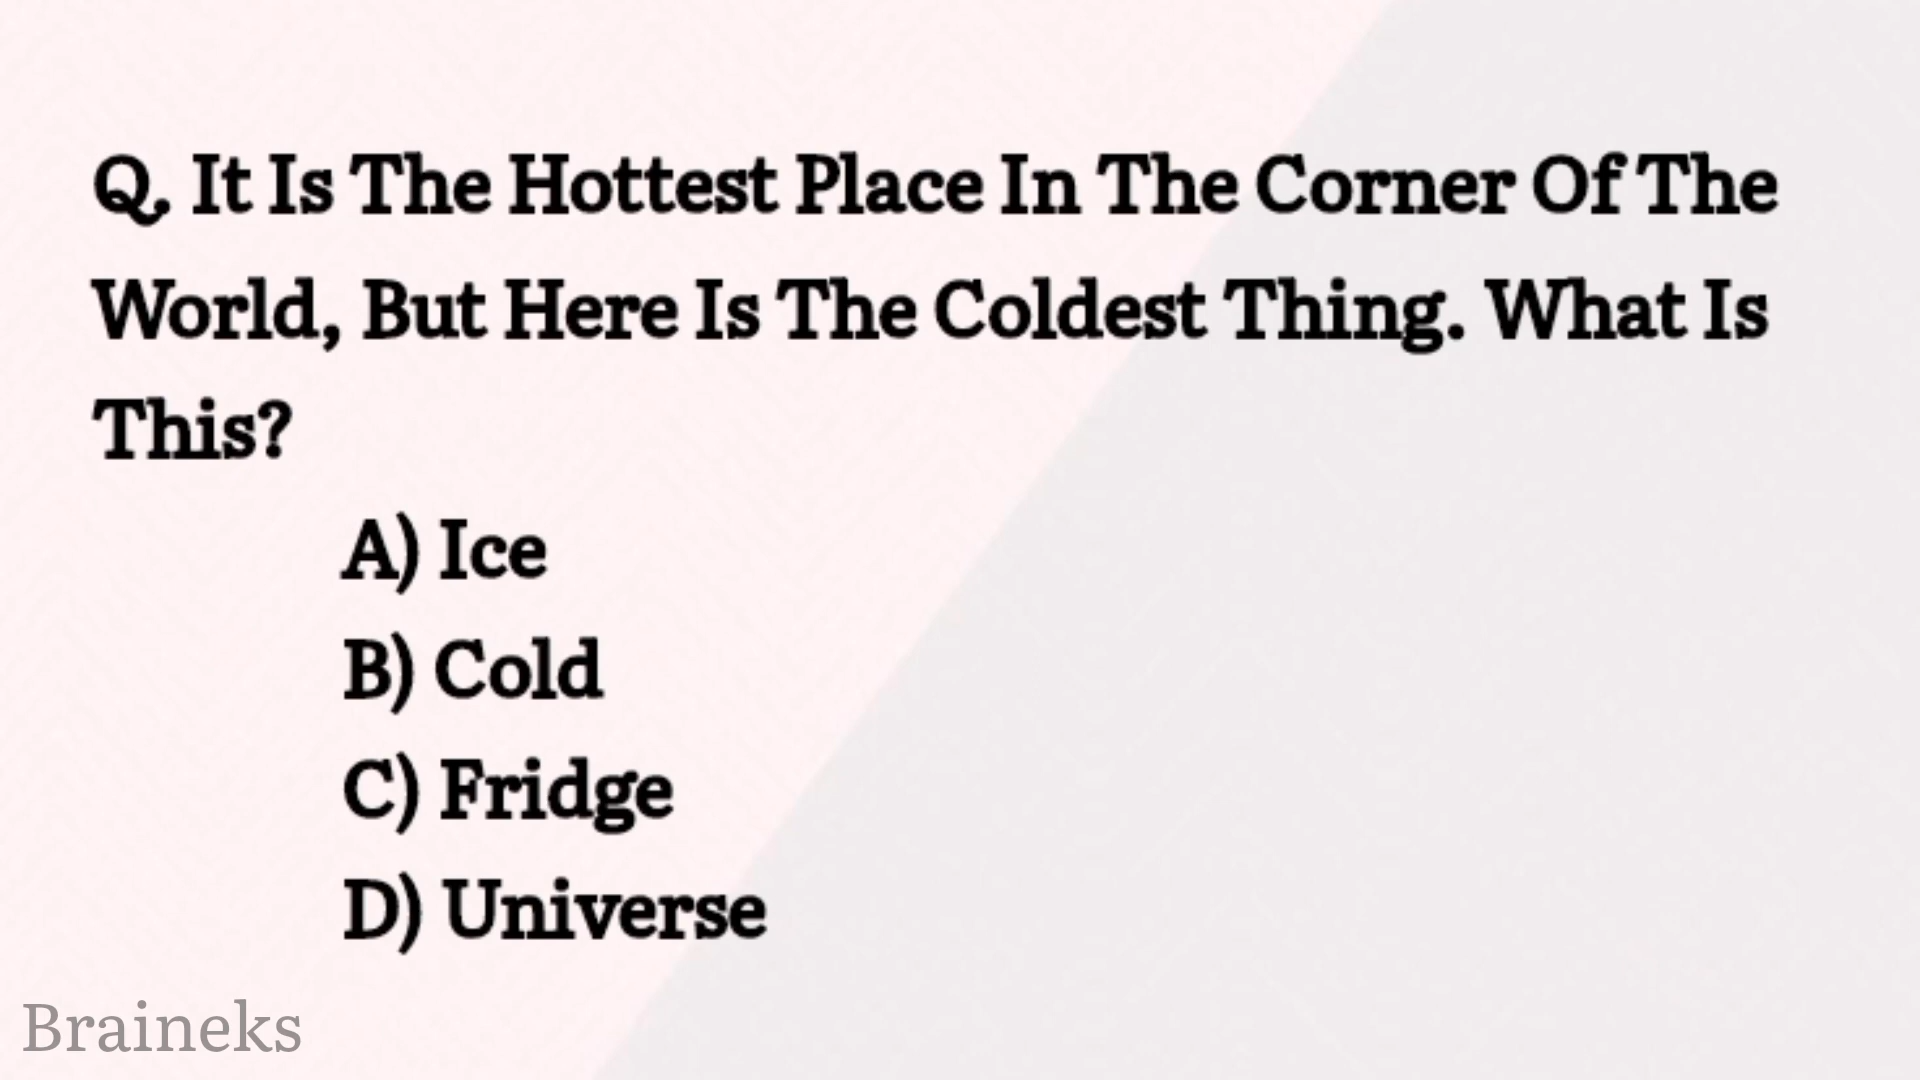 Q. It Is The Hottest Place In The Corner Of The
World, But Here Is The Coldest Thing. What Is
This?
A) Ice
B) Cold
C) Fridge
D) Universe
Braineks